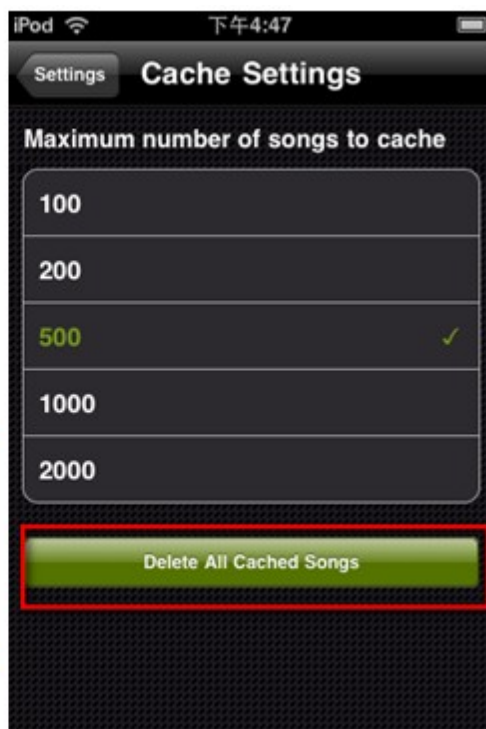 iPod 下午4:47
Settings Cache Settings
Maximum number of songs to cache
100
200
500 ✓
1000
2000
Delete All Cached Songs